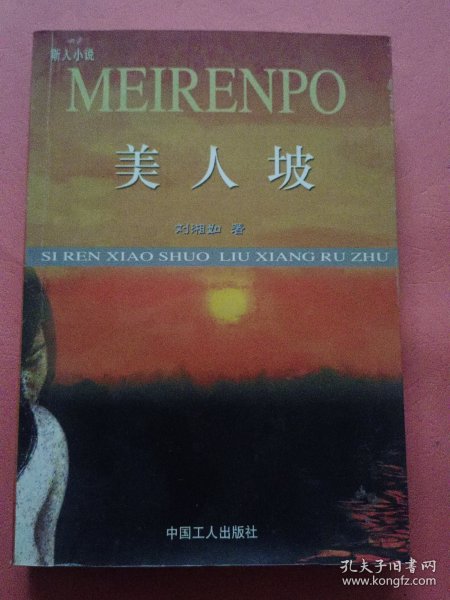 斯人小说
MEIRENPO
美人坡
刘湘如 著
SI REN XIAO SHUO LIU XIANG RU ZHU
中国工人出版社
孔夫子旧书网
www.kongfz.com